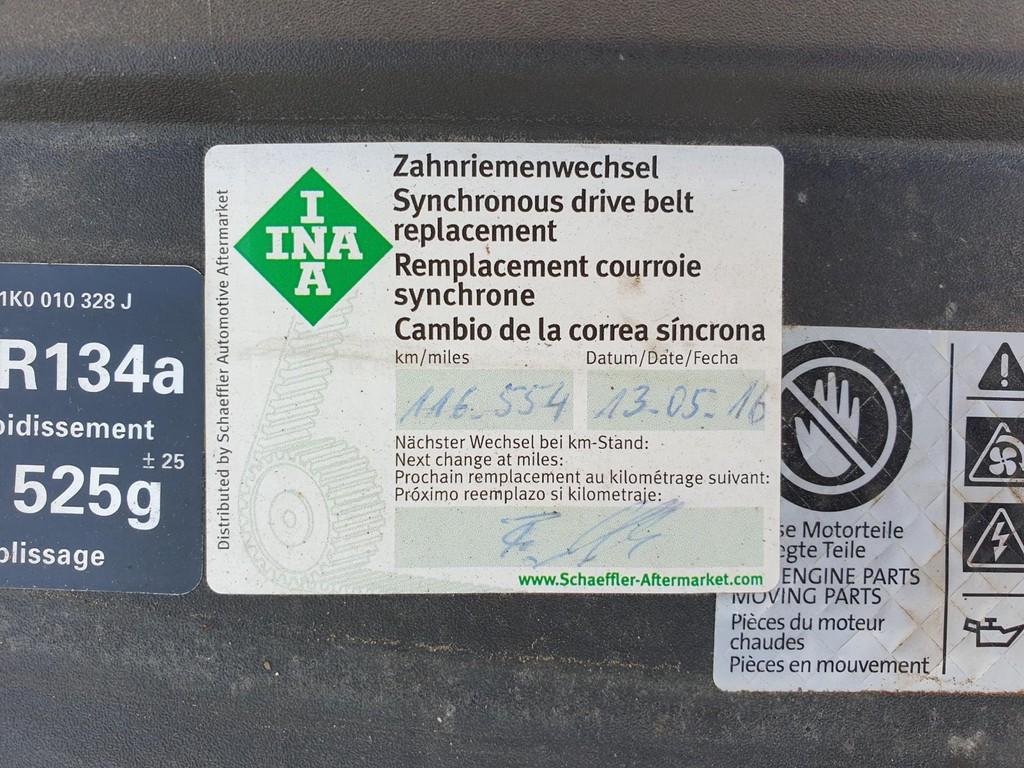 1K0 010 328 J
R134a
oidissement
± 25
525g
plissage
Distributed by Schaeffler Automotive Aftermarket
INA
INA
Zahnriemenwechsel
Synchronous drive belt
replacement
Remplacement courroie
synchrone
Cambio de la correa síncrona
km/miles
Datum/Date/Fecha
116.554
13.05.16
Nächster Wechsel bei km-Stand:
Next change at miles:
Prochain remplacement au kilométrage suivant:
Próximo reemplazo si kilometraje:
www.Schaeffler-Aftermarket.com
se Motorteile
egte Teile
ENGINE PARTS
MOVING PARTS
Pièces du moteur
chaudes
Pièces en mouvement